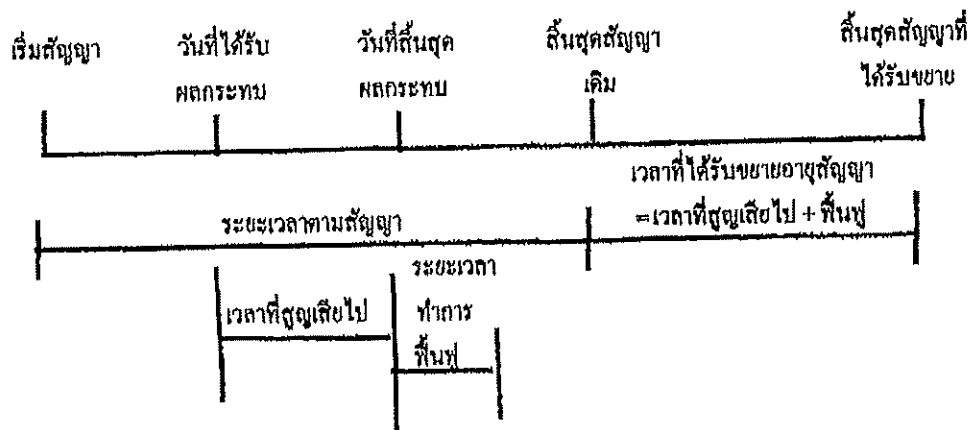 เริ่มสัญญา วันที่ได้รับ วันที่สิ้นสุด สิ้นสุดสัญญา สิ้นสุดสัญญาที่
ผลกระทบ ผลกระทบ เดิม ได้รับขยาย
เวลาที่ได้รับขยายอายุสัญญา
ระยะเวลาตามสัญญา =เวลาที่สูญเสียไป + ฟื้นฟู
ระยะเวลา
เวลาที่สูญเสียไป ทำการ
ฟื้นฟู